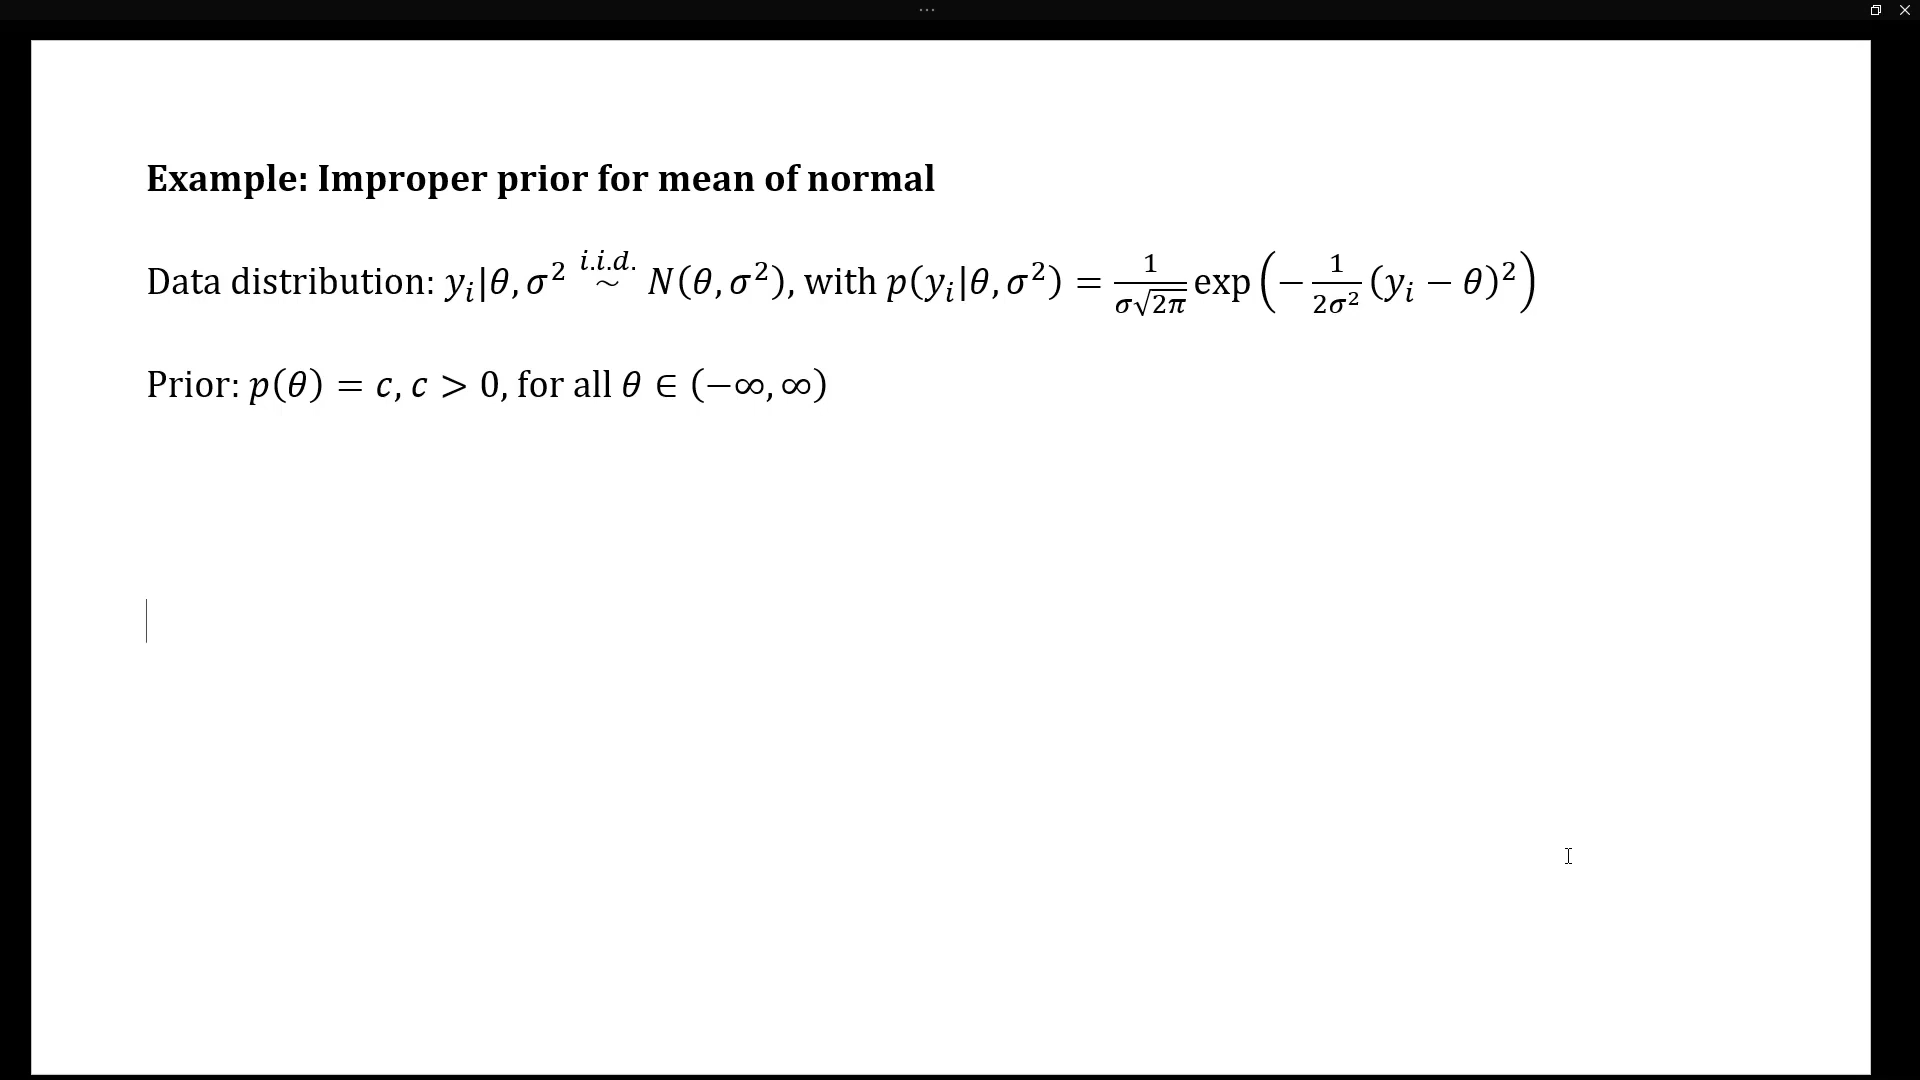 Example: Improper prior for mean of normal
Data distribution: yᵢ|θ, σ² i.i.d. ~ N(θ, σ²), with p(yᵢ|θ, σ²) = 1/(σ√2π) exp(−1/(2σ²) (yᵢ − θ)²)
Prior: p(θ) = c, c > 0, for all θ ∈ (−∞, ∞)